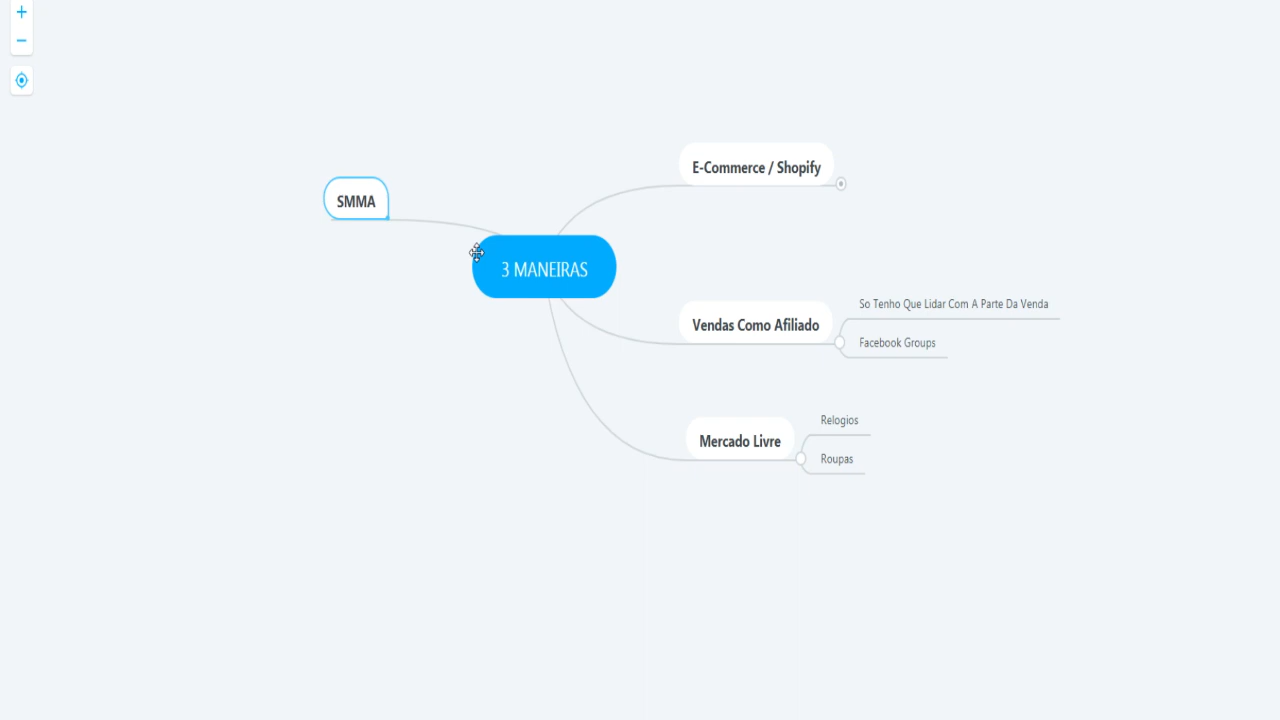 E-Commerce / Shopify
SMMA
3 MANEIRAS
Vendas Como Afiliado
So Tenho Que Lidar Com A Parte Da Venda
Facebook Groups
Mercado Livre
Relogios
Roupas